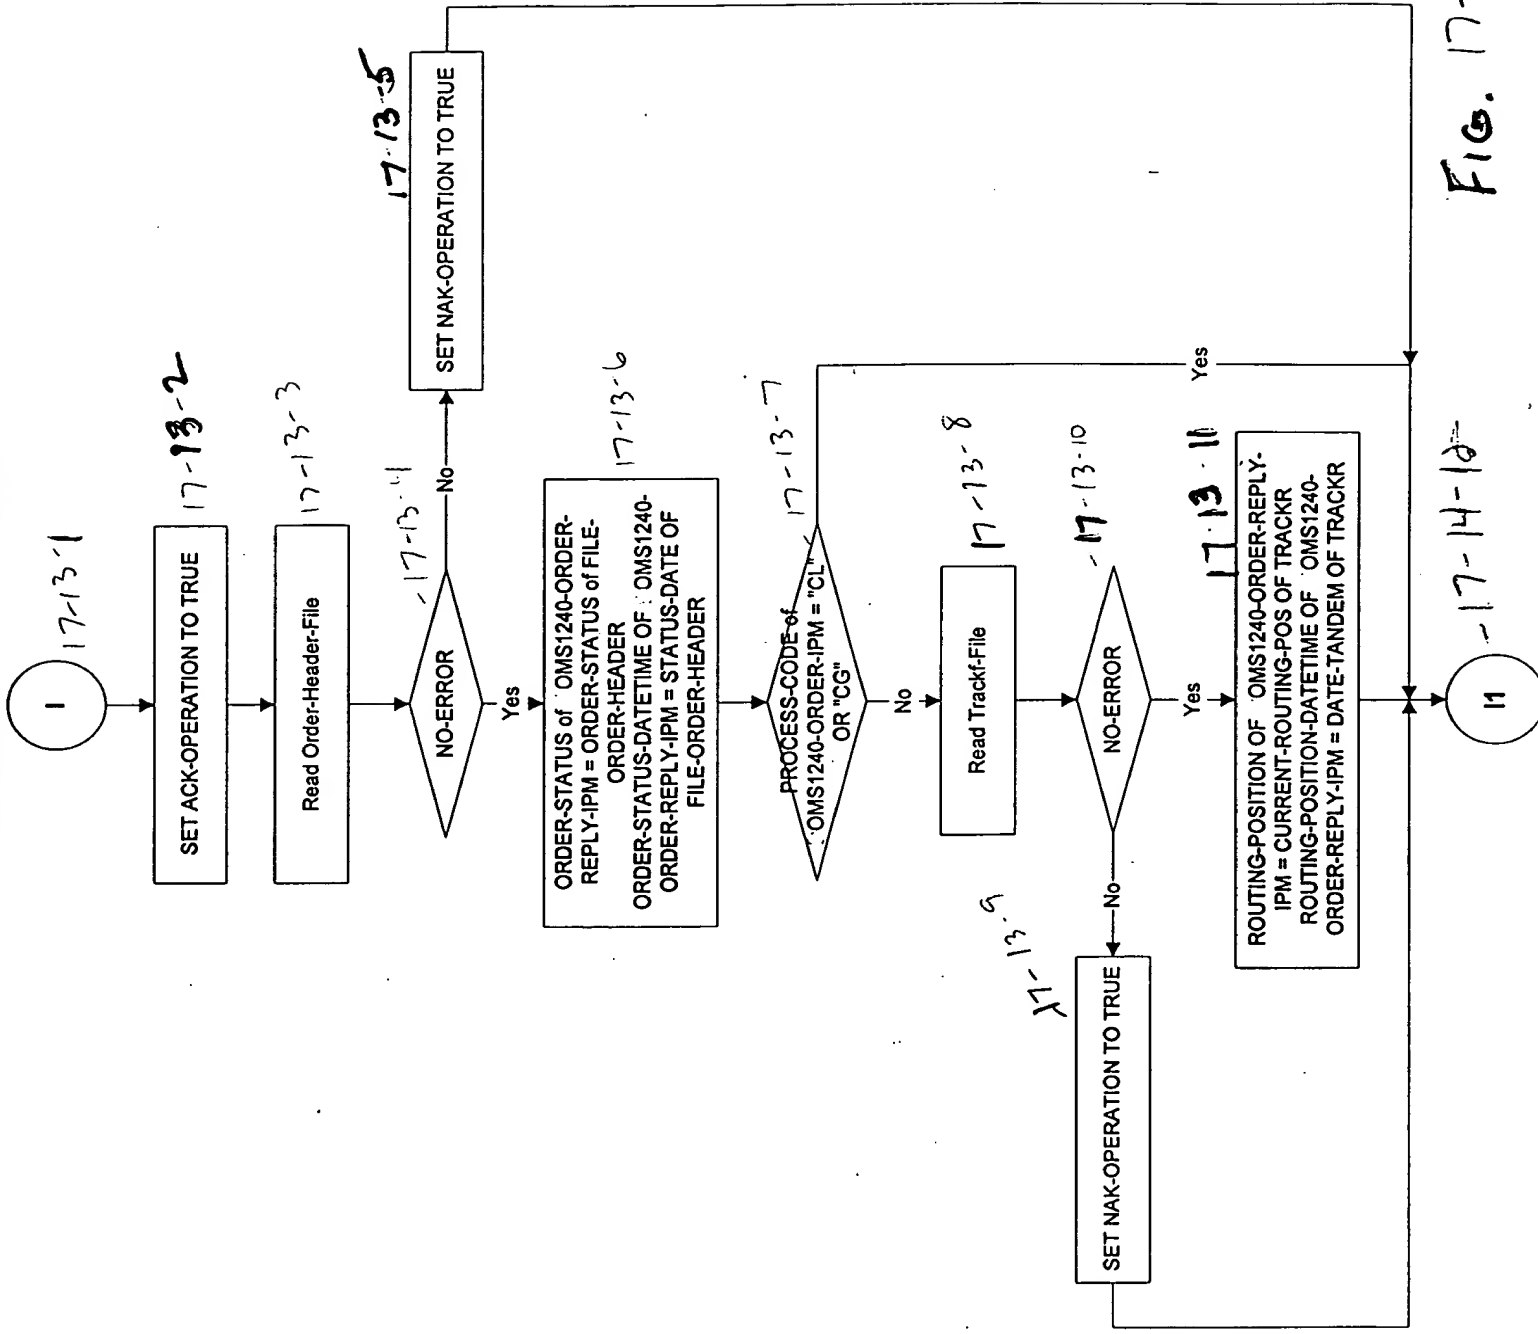 I
17-13-1
SET ACK-OPERATION TO TRUE
17-13-2
Read Order-Header-File
17-13-3
NO-ERROR
-17-13-4
No
SET NAK-OPERATION TO TRUE
17-13-5
Yes
ORDER-STATUS of OMS1240-ORDER-
REPLY-IPM = ORDER-STATUS of FILE-
ORDER-HEADER
ORDER-STATUS-DATETIME OF OMS1240-
ORDER-REPLY-IPM = STATUS-DATE OF
FILE-ORDER-HEADER
17-13-6
PROCESS-CODE of
OMS1240-ORDER-IPM = "CL"
OR "CG"
17-13-7
Yes
No
Read Trackf-File
17-13-8
NO-ERROR
-17-13-10
No
SET NAK-OPERATION TO TRUE
17-13-9
Yes
ROUTING-POSITION OF OMS1240-ORDER-REPLY-
IPM = CURRENT-ROUTING-POS OF TRACKR
ROUTING-POSITION-DATETIME OF OMS1240-
ORDER-REPLY-IPM = DATE-TANDEM OF TRACKR
17-13-11
I1
-17-14-12
FIG. 17-